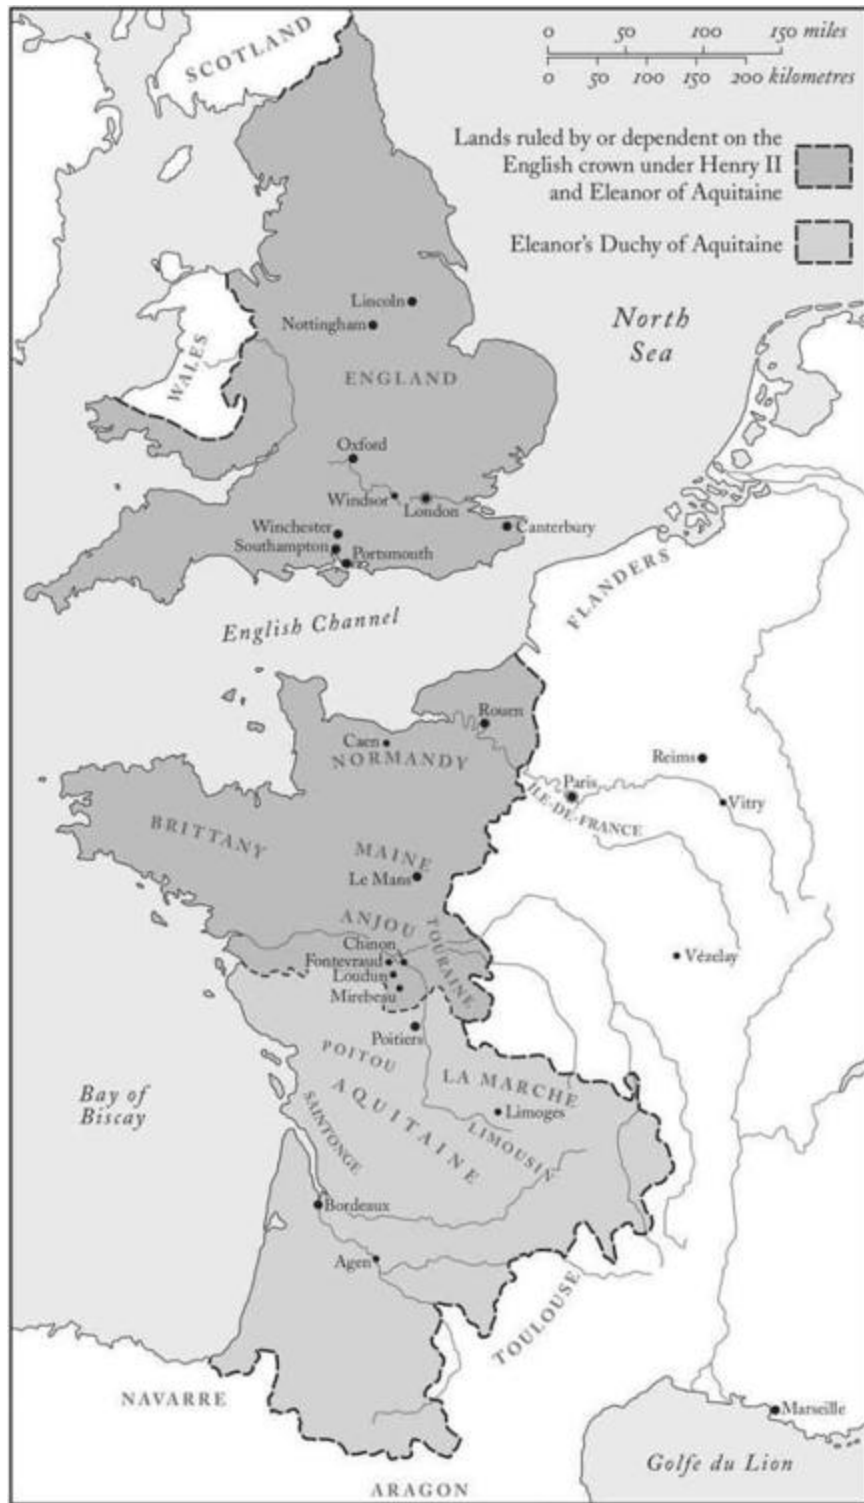 SCOTLAND
0 50 100 150 miles
0 50 100 150 200 kilometres
Lands ruled by or dependent on the
English crown under Henry II
and Eleanor of Aquitaine
Eleanor's Duchy of Aquitaine
North
Sea
Lincoln
Nottingham
WALES
ENGLAND
Oxford
Windsor
London
Canterbury
Winchester
Southampton
Portsmouth
FLANDERS
English Channel
Rouen
Caen
NORMANDY
Reims
Paris
Vitry
ILE-DE-FRANCE
BRITTANY
MAINE
Le Mans
ANJOU
TOURAINE
Chinon
Fontevraud
Loudun
Mirebeau
Vézelay
Poitiers
POITOU
LA MARCHE
Bay of
Biscay
AQUITAINE
SAINTONGE
Limoges
LIMOUSIN
Bordeaux
Agen
TOULOUSE
NAVARRE
Marseille
Golfe du Lion
ARAGON